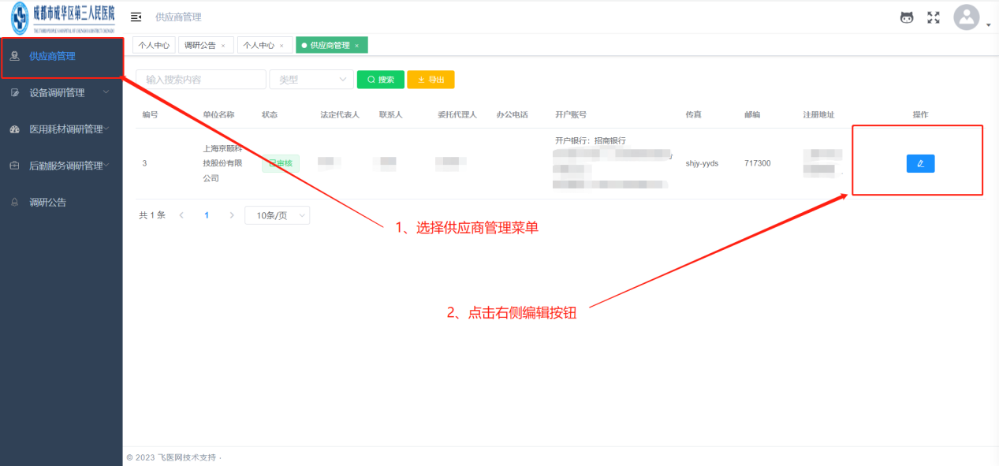 成都市成华区第三人民医院
供应商管理
供应商管理
设备调研管理
医用耗材调研管理
后勤服务调研管理
调研公告
个人中心
调研公告 ×
个人中心 ×
供应商管理 ×
输入搜索内容
类型
搜索
导出
编号
单位名称
状态
法定代表人
联系人
委托代理人
办公电话
开户账号
传真
邮编
注册地址
操作
3
上海京颐科
技股份有限
公司
已审核
开户银行：招商银行
shjy-yyds
717300
共 1 条
1
10条/页
1、选择供应商管理菜单
2、点击右侧编辑按钮
© 2023 飞医网技术支持 ·